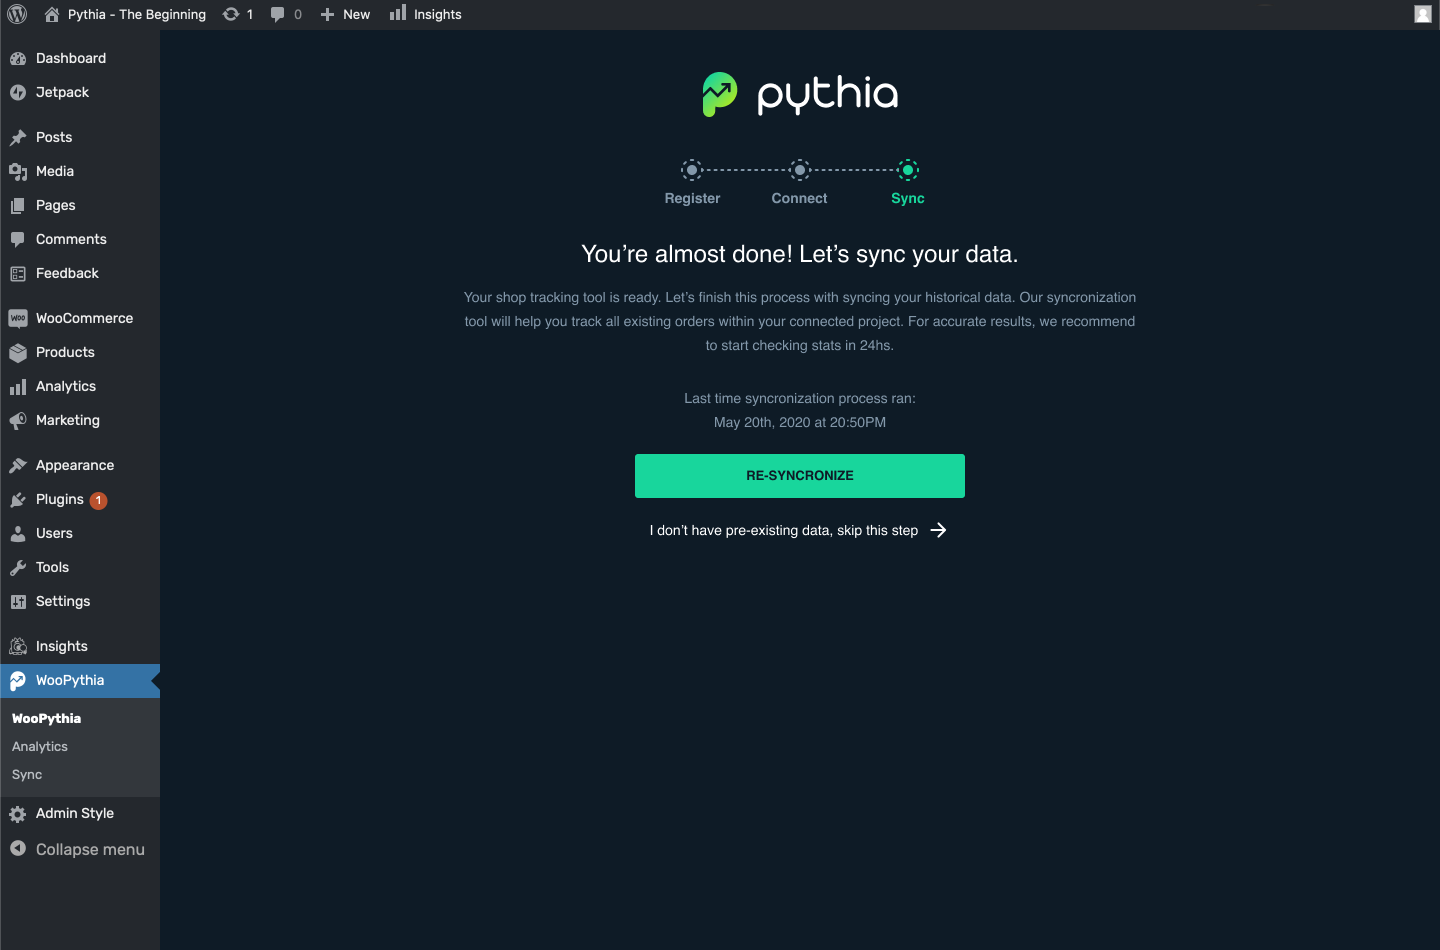 Pythia - The Beginning 1 0 New Insights
Dashboard
Jetpack
Posts
Media
Pages
Comments
Feedback
WOO WooCommerce
Products
Analytics
Marketing
Appearance
Plugins 1
Users
Tools
Settings
Insights
WooPythia
WooPythia
Analytics
Sync
Admin Style
Collapse menu
pythia
Register Connect Sync
You're almost done! Let's sync your data.
Your shop tracking tool is ready. Let's finish this process with syncing your historical data. Our syncronization
tool will help you track all existing orders within your connected project. For accurate results, we recommend
to start checking stats in 24hs.
Last time syncronization process ran:
May 20th, 2020 at 20:50PM
RE-SYNCRONIZE
I don't have pre-existing data, skip this step